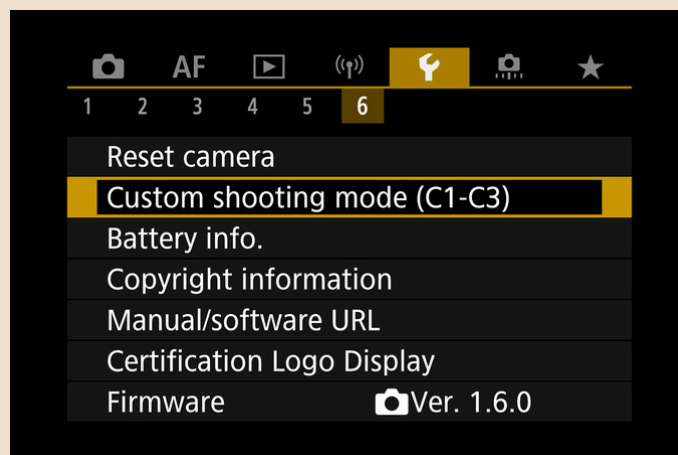 AF
1 2 3 4 5 6
Reset camera
Custom shooting mode (C1-C3)
Battery info.
Copyright information
Manual/software URL
Certification Logo Display
Firmware Ver. 1.6.0